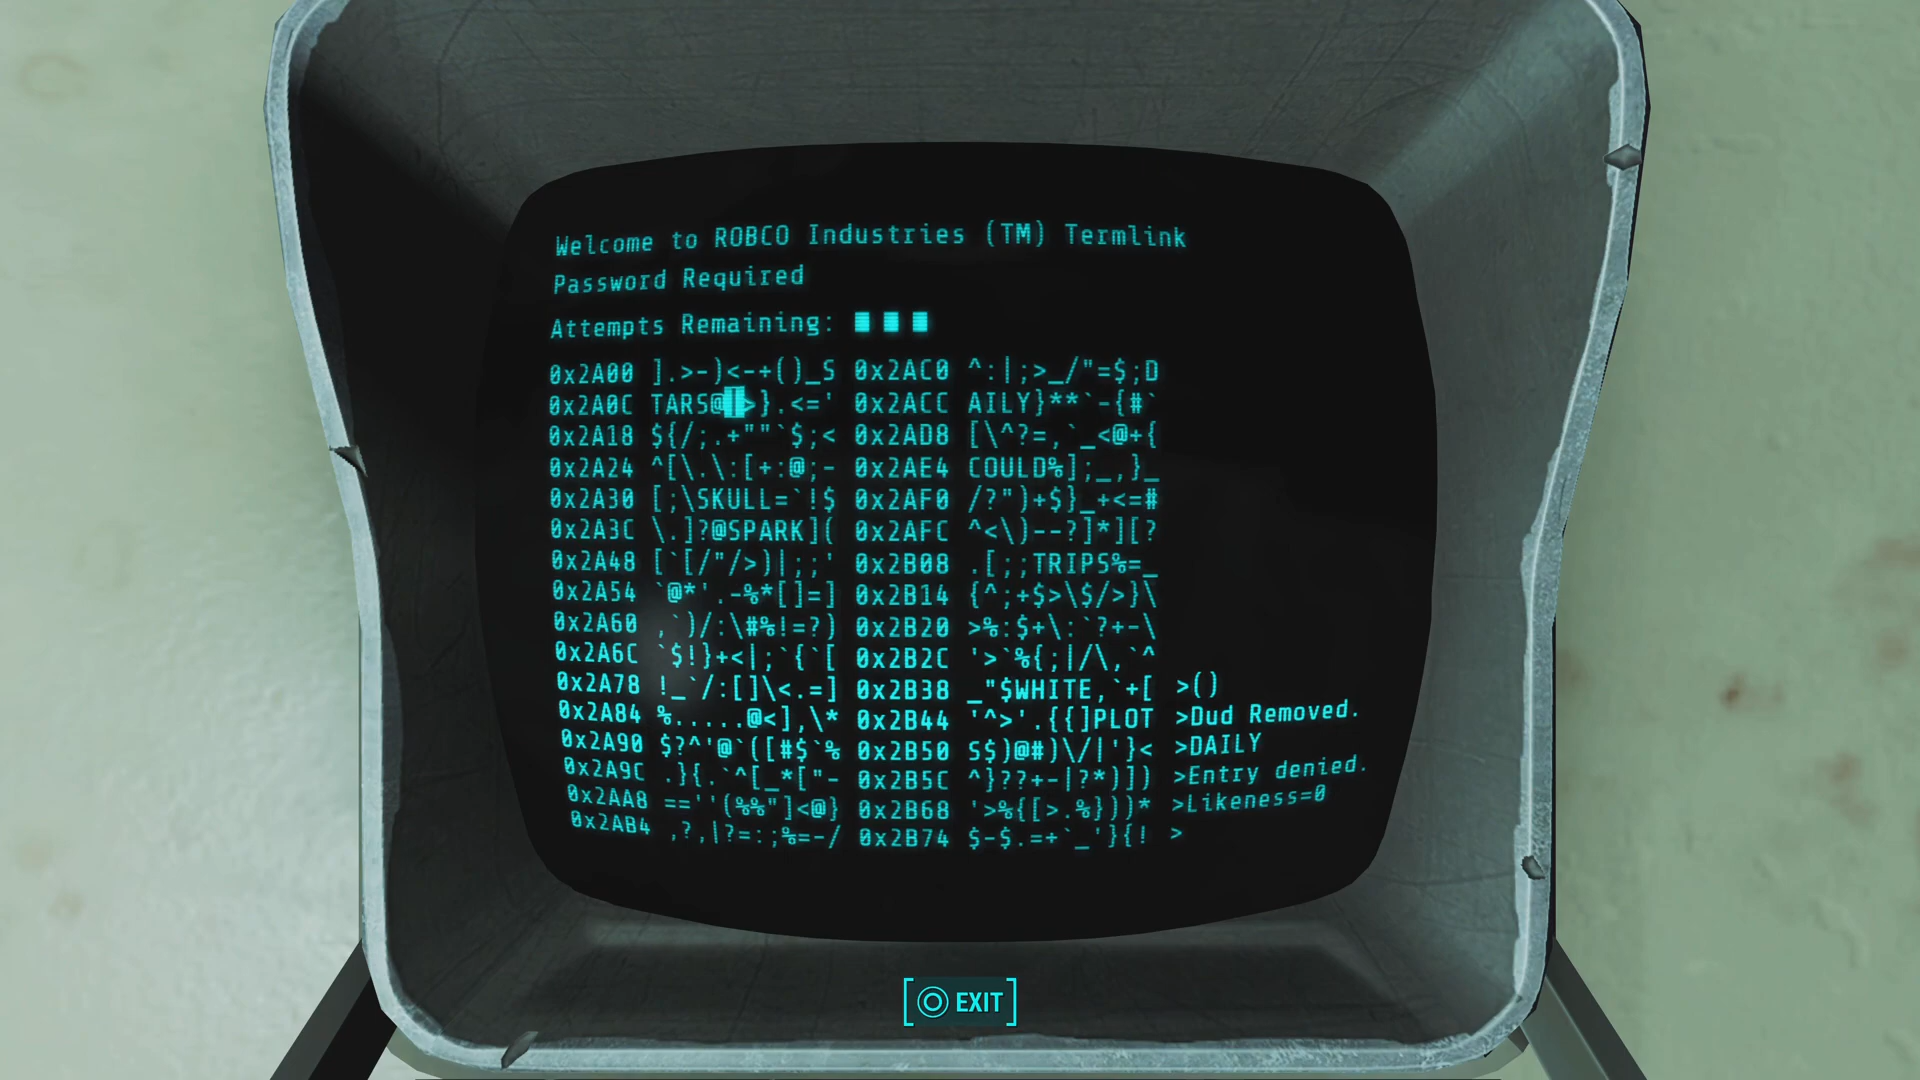 Welcome to ROBCO Industries (TM) Termlink
Password Required
Attempts Remaining: ■ ■ ■
0x2A00 ].>-)<-+()_S 0x2AC0 ^:|;>_/"=$;D
0x2A0C TARS@ >}.<=' 0x2ACC AILY}**`-{#`
0x2A18 ${/;.+""`$;< 0x2AD8 [\^?=,`_<@+{
0x2A24 ^[\.\:[+:@;- 0x2AE4 COULD%];_,}_
0x2A30 [;\SKULL=`!$ 0x2AF0 /?")+$}_+<=#
0x2A3C \.]?@SPARK]( 0x2AFC ^<\)--?]*][?
0x2A48 [`[/"/>)|;;' 0x2B08 .[;;TRIPS%=_
0x2A54 `@*'.-%*[]=] 0x2B14 {^;+$>\$/>}\
0x2A60 ,`)/:\#%!=?) 0x2B20 >%:$+\:`?+-\
0x2A6C `$!}+<|;`{`[ 0x2B2C '>`%{;|/\,`^
0x2A78 !_`/:[]\<.=] 0x2B38 _"$WHITE,`+[ >()
0x2A84 %.....@<],\* 0x2B44 '^>'.{{]PLOT >Dud Removed.
0x2A90 $?^'@`([#$`% 0x2B50 S$)@#)\/|'}< >DAILY
0x2A9C .}{.`^[_*["- 0x2B5C ^}??+-|?*)]) >Entry denied.
0x2AA8 ==''(%%"]<@} 0x2B68 '>%{[>.%}))* >Likeness=0
0x2AB4 ,?,|?=:;%=-/ 0x2B74 $-$.=+`_'}{! >
[◎ EXIT]